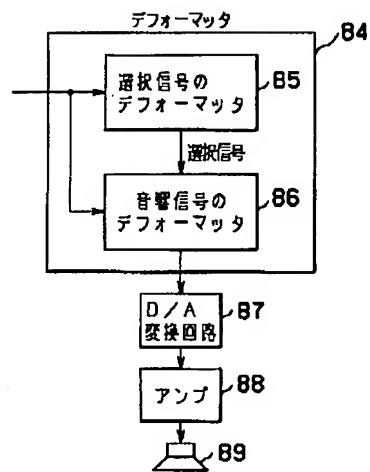 デフォーマッタ
84
選択信号の
デフォーマッタ
85
選択信号
音響信号の
デフォーマッタ
86
D/A
変換回路
87
アンプ
88
89